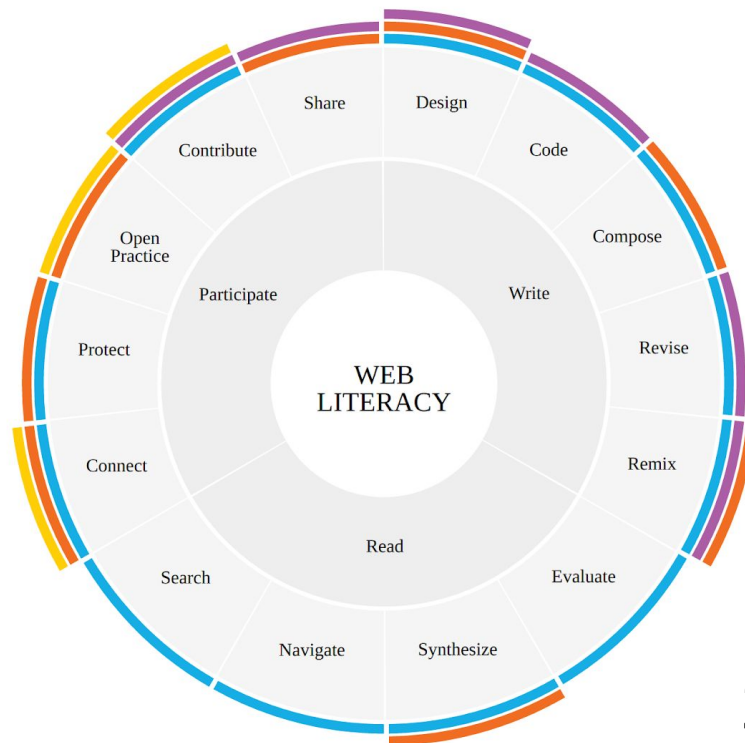 Share
Design
Contribute
Code
Open
Practice
Compose
Participate
Write
Protect
Revise
WEB
LITERACY
Connect
Remix
Read
Search
Evaluate
Navigate
Synthesize